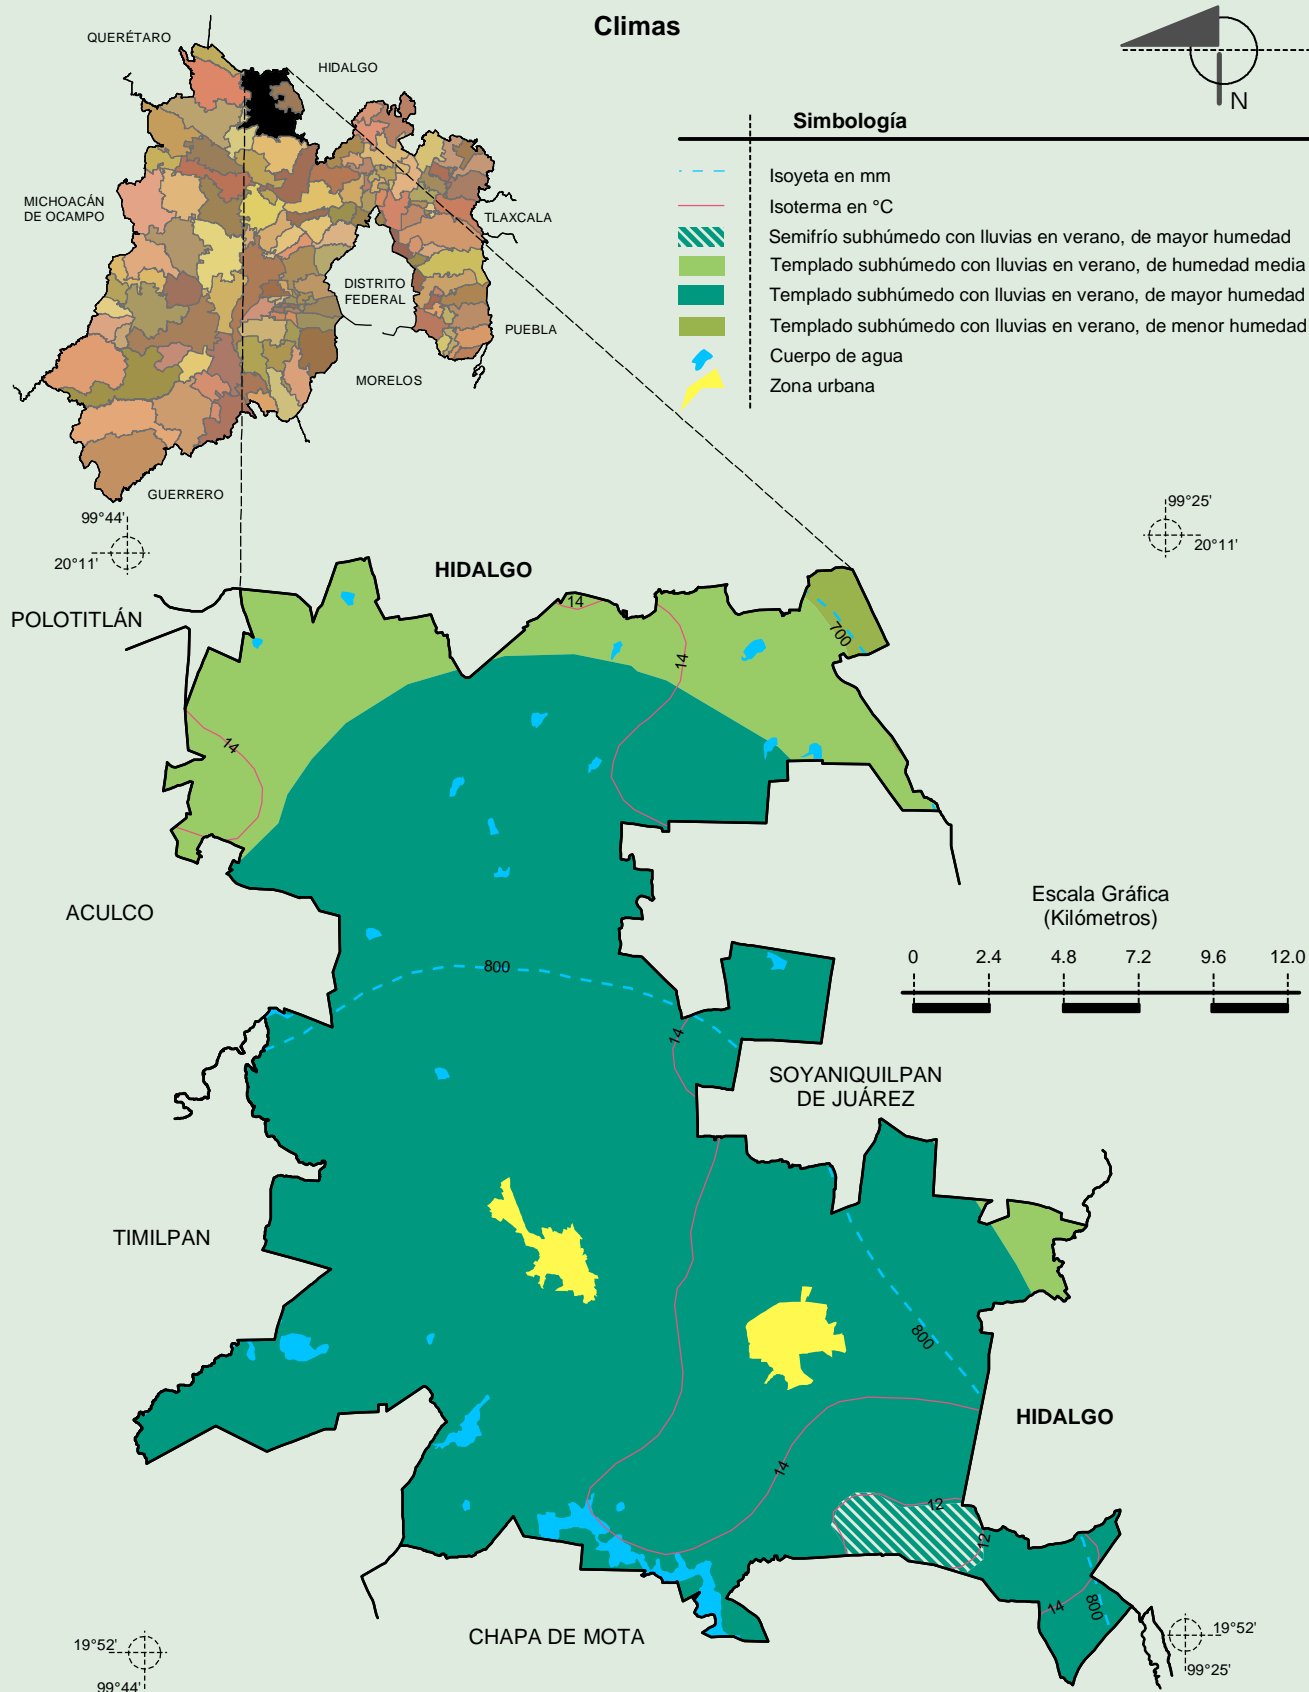 Climas
QUERÉTARO
HIDALGO
MICHOACÁN
DE OCAMPO
TLAXCALA
DISTRITO
FEDERAL
PUEBLA
MORELOS
GUERRERO
N
Simbología
Isoyeta en mm
Isoterma en °C
Semifrío subhúmedo con lluvias en verano, de mayor humedad
Templado subhúmedo con lluvias en verano, de humedad media
Templado subhúmedo con lluvias en verano, de mayor humedad
Templado subhúmedo con lluvias en verano, de menor humedad
Cuerpo de agua
Zona urbana
99°44'
20°11'
99°25'
20°11'
HIDALGO
POLOTITLÁN
14
14
700
14
ACULCO
Escala Gráfica
(Kilómetros)
0 2.4 4.8 7.2 9.6 12.0
800
14
SOYANIQUILPAN
DE JUÁREZ
TIMILPAN
800
HIDALGO
14
12
12
14
800
CHAPA DE MOTA
19°52'
99°44'
19°52'
99°25'